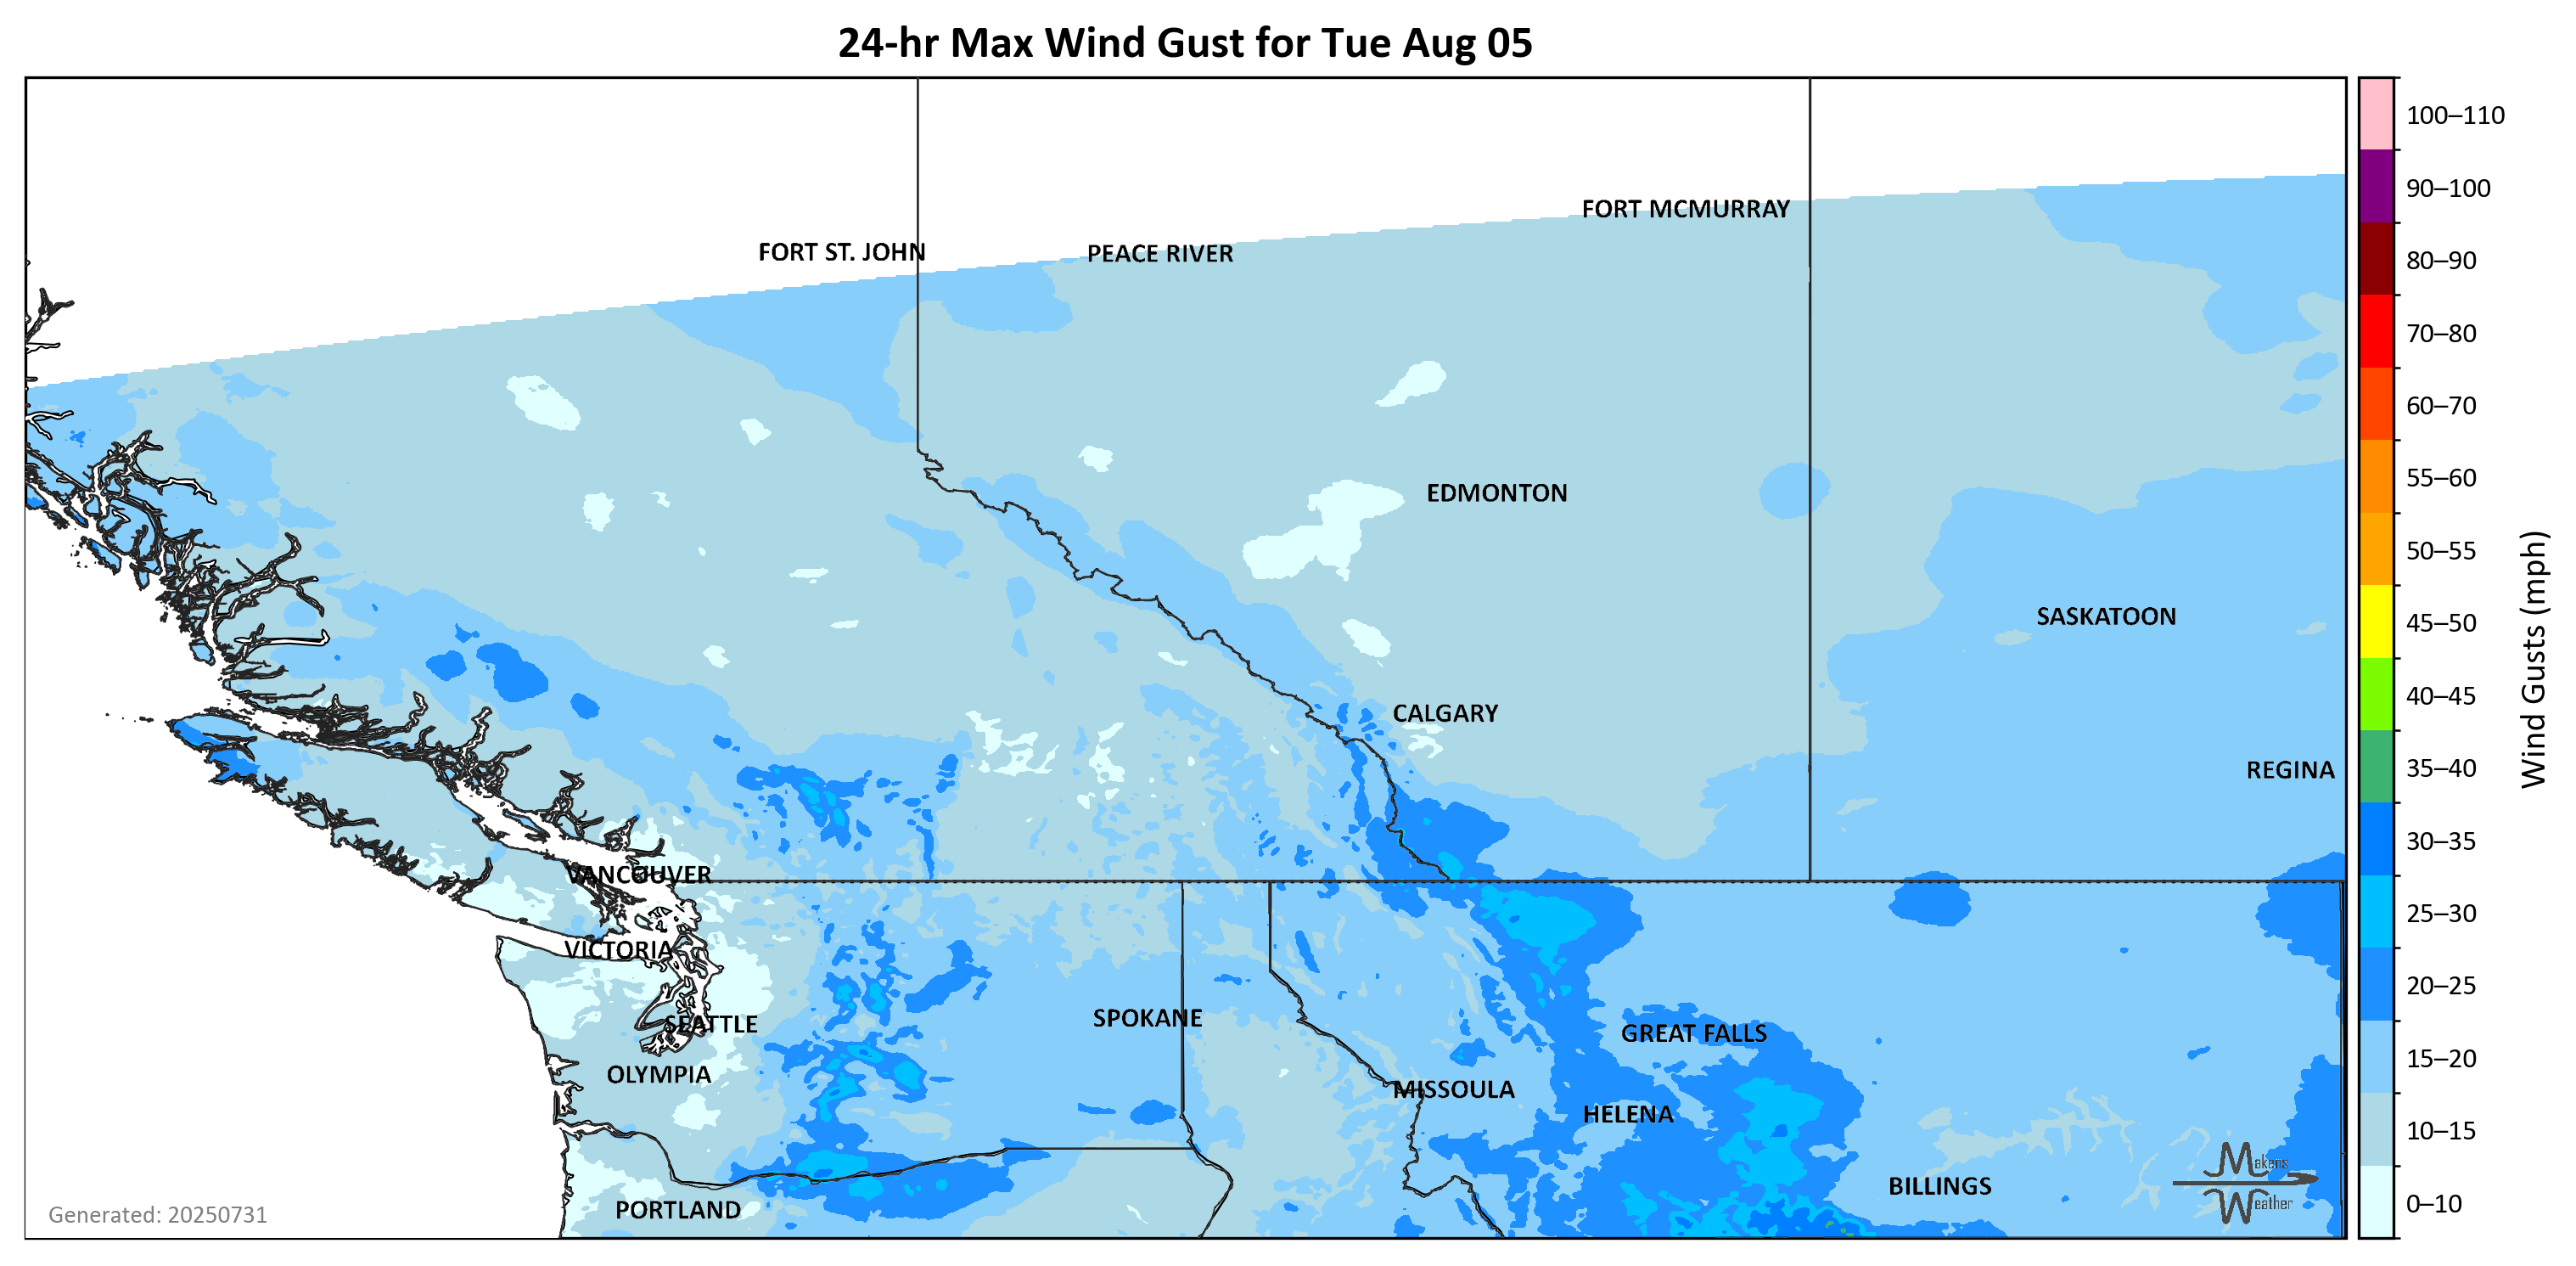 24-hr Max Wind Gust for Tue Aug 05
100–110
90–100
FORT MCMURRAY
FORT ST. JOHN
PEACE RIVER
80–90
70–80
60–70
55–60
EDMONTON
50–55
45–50
SASKATOON
Wind Gusts (mph)
40–45
CALGARY
REGINA
35–40
30–35
VANCOUVER
25–30
VICTORIA
20–25
SPOKANE
SEATTLE
GREAT FALLS
15–20
OLYMPIA
MISSOULA
HELENA
10–15
Makens
Weather
BILLINGS
0–10
PORTLAND
Generated: 20250731